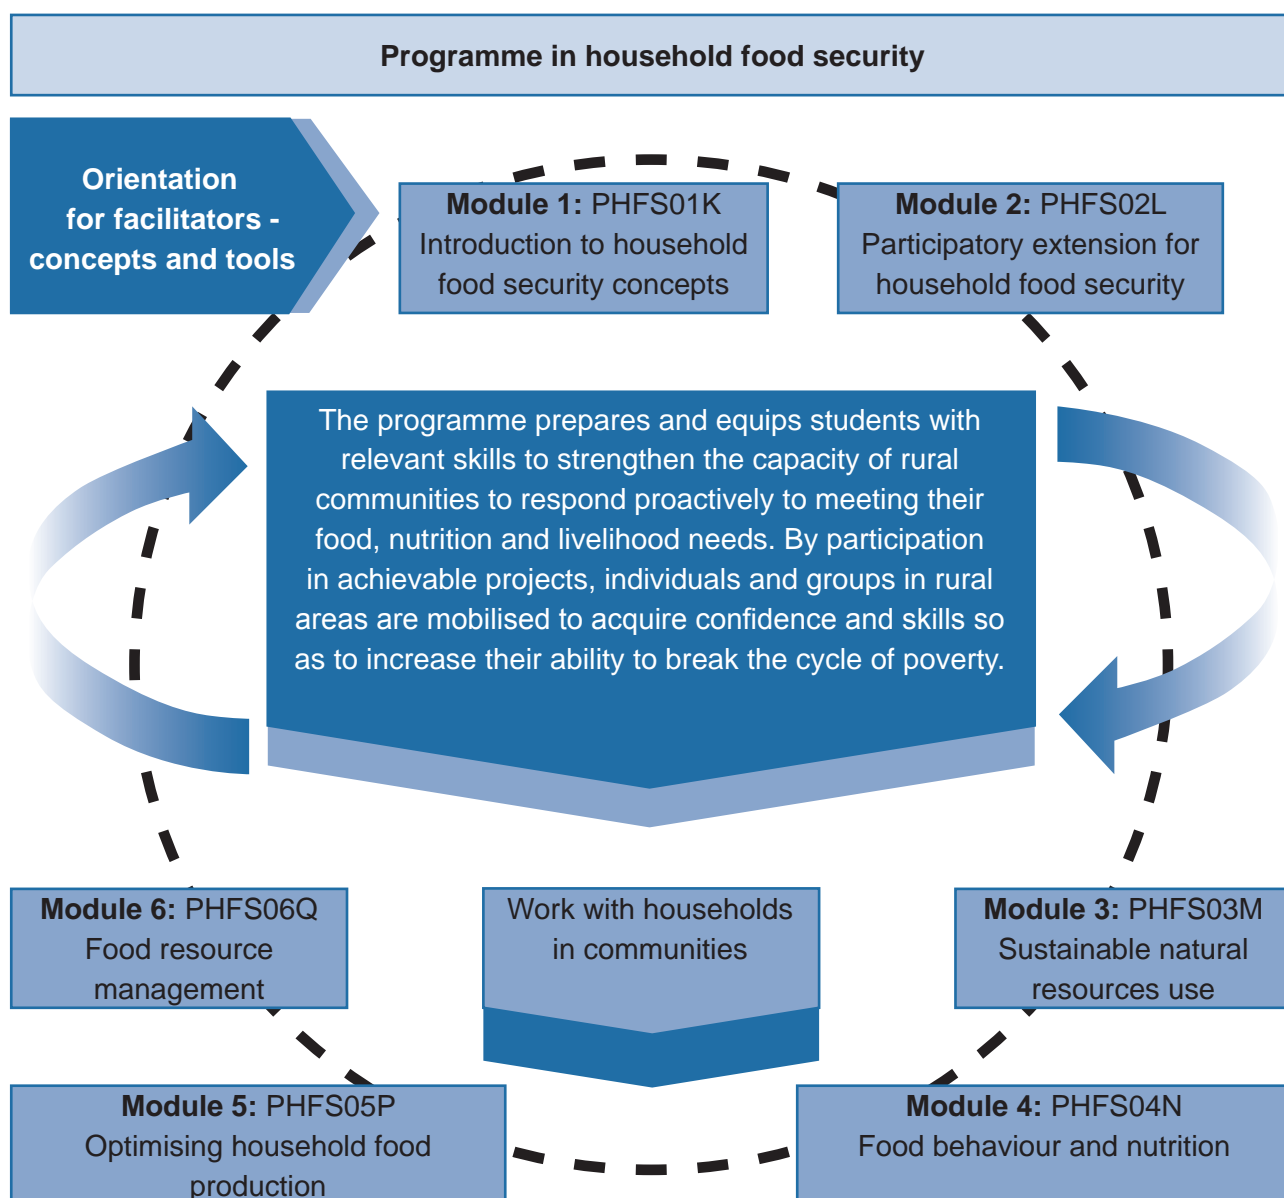 Programme in household food security
Orientation
for facilitators -
concepts and tools
Module 1: PHFS01K
Introduction to household
food security concepts
Module 2: PHFS02L
Participatory extension for
household food security
The programme prepares and equips students with
relevant skills to strengthen the capacity of rural
communities to respond proactively to meeting their
food, nutrition and livelihood needs. By participation
in achievable projects, individuals and groups in rural
areas are mobilised to acquire confidence and skills so
as to increase their ability to break the cycle of poverty.
Module 6: PHFS06Q
Food resource
management
Work with households
in communities
Module 3: PHFS03M
Sustainable natural
resources use
Module 5: PHFS05P
Optimising household food
production
Module 4: PHFS04N
Food behaviour and nutrition